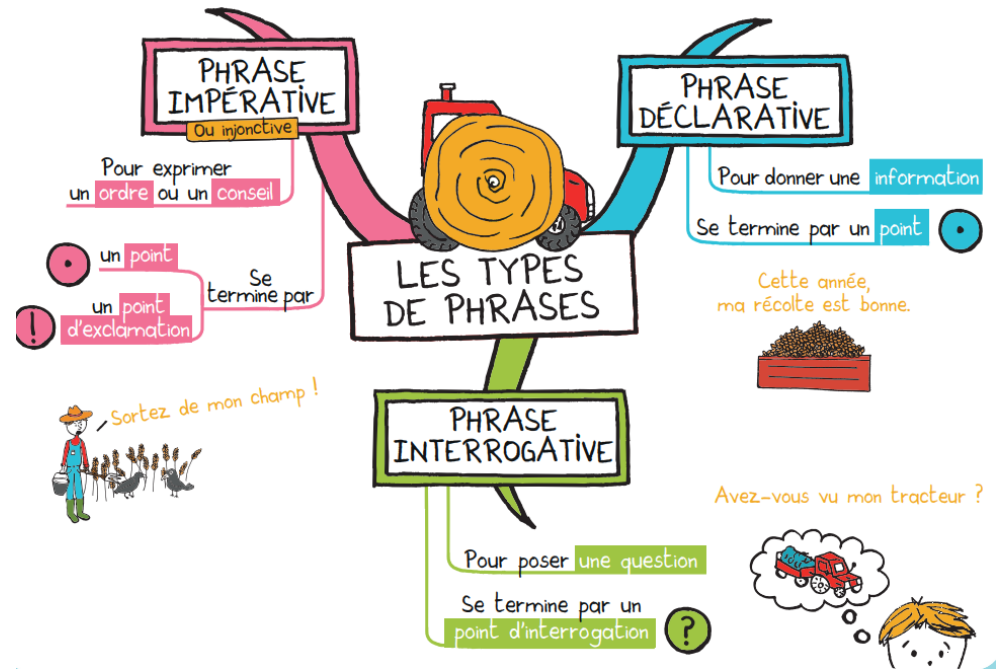 LES TYPES
DE PHRASES
PHRASE
IMPÉRATIVE
Ou injonctive
Pour exprimer
un ordre ou un conseil
Se
termine par
un point
un point
d'exclamation
!
Sortez de mon champ !
PHRASE
DÉCLARATIVE
Pour donner une information
Se termine par un point
Cette année,
ma récolte est bonne.
PHRASE
INTERROGATIVE
Pour poser une question
Se termine par un
point d'interrogation
?
Avez-vous vu mon tracteur ?